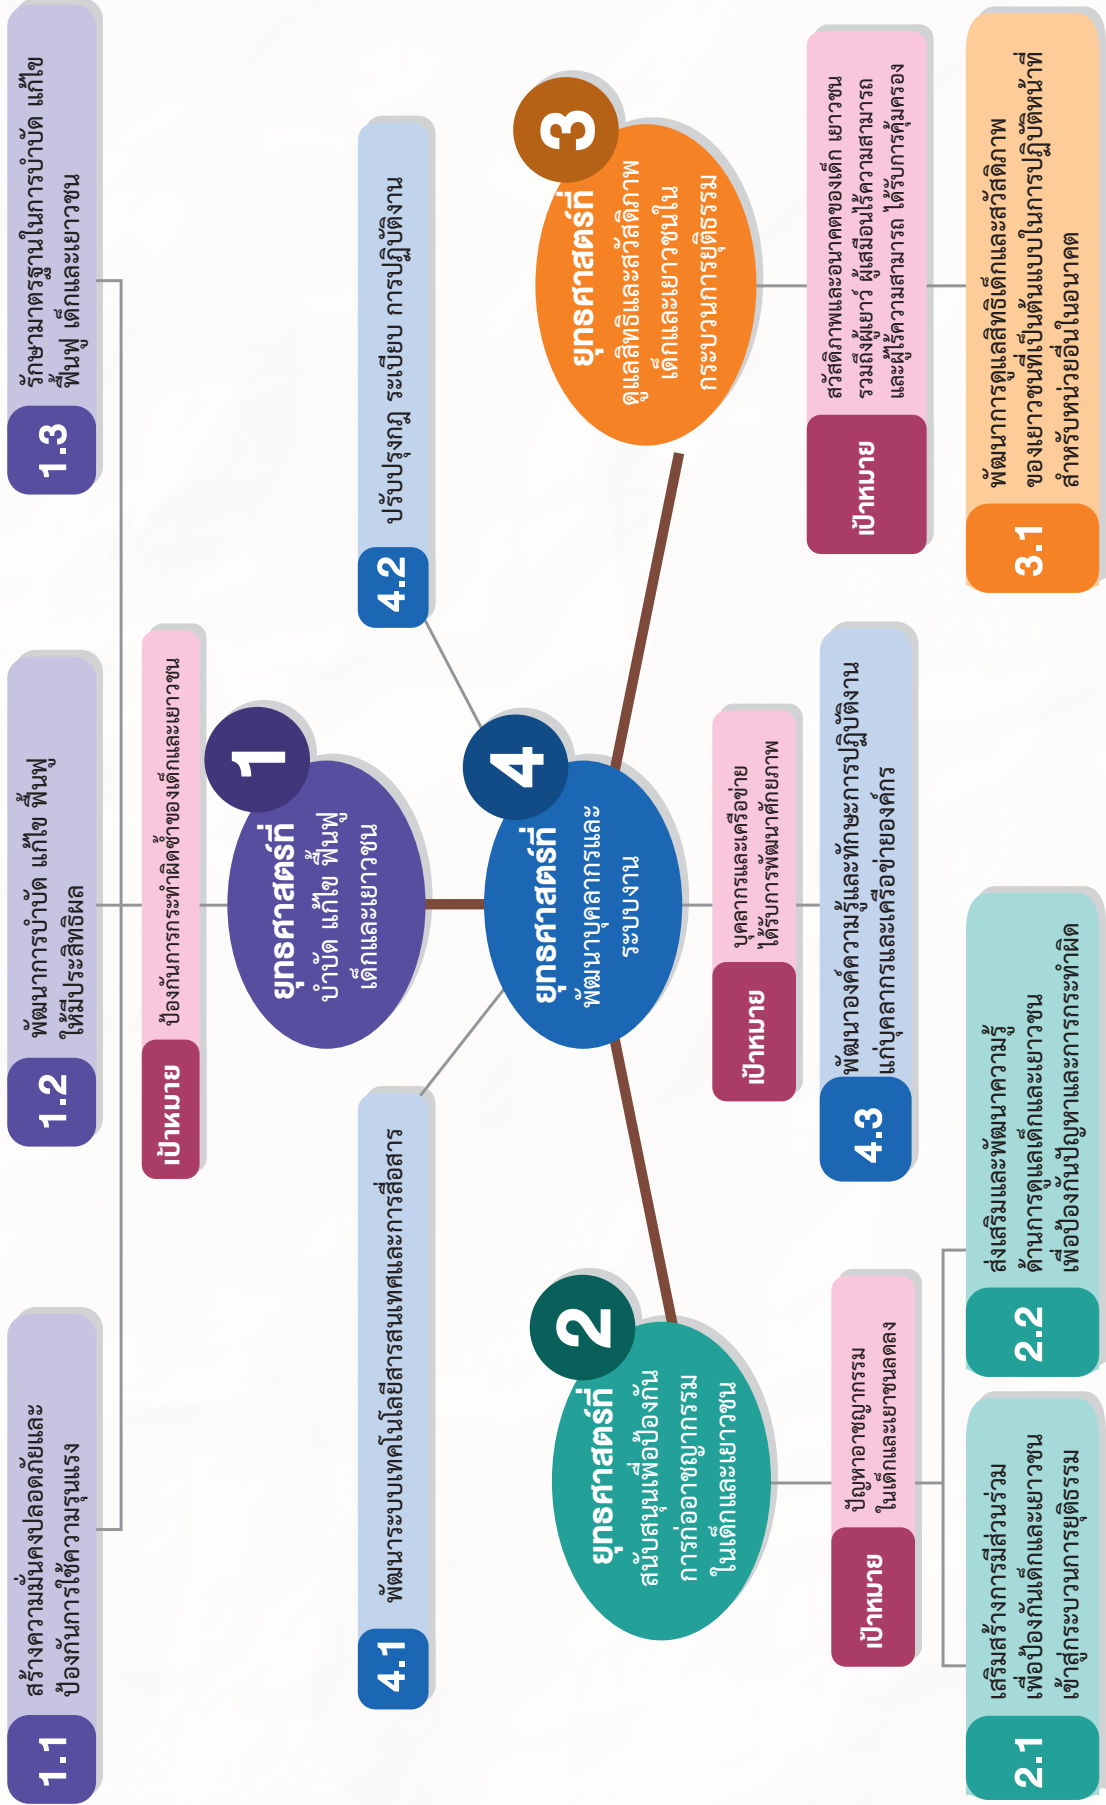 1.1
สร้างความมั่นคงปลอดภัยและ
ป้องกันการใช้ความรุนแรง
1.2
พัฒนาการบำบัด แก้ไข ฟื้นฟู
ให้มีประสิทธิผล
1.3
รักษามาตรฐานในการบำบัด แก้ไข
ฟื้นฟู เด็กและเยาวชน
เป้าหมาย
ป้องกันการกระทำผิดซ้ำของเด็กและเยาวชน
1
ยุทธศาสตร์ที่
บำบัด แก้ไข ฟื้นฟู
เด็กและเยาวชน
4.1
พัฒนาระบบเทคโนโลยีสารสนเทศและการสื่อสาร
4.2
ปรับปรุงกฎ ระเบียบ การปฏิบัติงาน
4
ยุทธศาสตร์ที่
พัฒนาบุคลากรและ
ระบบงาน
2
ยุทธศาสตร์ที่
สนับสนุนเพื่อป้องกัน
การก่ออาชญากรรม
ในเด็กและเยาวชน
3
ยุทธศาสตร์ที่
ดูแลสิทธิและสวัสดิภาพ
เด็กและเยาวชนใน
กระบวนการยุติธรรม
เป้าหมาย
บุคลากรและเครือข่าย
ได้รับการพัฒนาศักยภาพ
4.3
พัฒนาองค์ความรู้และทักษะการปฏิบัติงาน
แก่บุคลากรและเครือข่ายองค์กร
เป้าหมาย
ปัญหาอาชญากรรม
ในเด็กและเยาชนลดลง
เป้าหมาย
สวัสดิภาพและอนาคตของเด็ก เยาวชน
รวมถึงผู้เยาว์ ผู้เสมือนไร้ความสามารถ
และผู้ไร้ความสามารถ ได้รับการคุ้มครอง
2.1
เสริมสร้างการมีส่วนร่วม
เพื่อป้องกันเด็กและเยาวชน
เข้าสู่กระบวนการยุติธรรม
2.2
ส่งเสริมและพัฒนาความรู้
ด้านการดูแลเด็กและเยาวชน
เพื่อป้องกันปัญหาและการกระทำผิด
3.1
พัฒนาการดูแลสิทธิเด็กและสวัสดิภาพ
ของเยาวชนที่เป็นต้นแบบในการปฏิบัติหน้าที่
สำหรับหน่วยอื่นในอนาคต